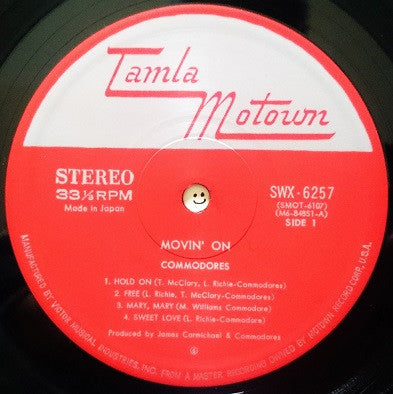 Tamla
Motown
STEREO
33⅓RPM
Made in Japan
SWX-6257
(SMOT-6107)
(M6-84851-A)
SIDE 1
MOVIN' ON
COMMODORES
1. HOLD ON (T. McClary, L. Richie-Commodores)
2. FREE (L. Richie, T. McClary-Commodores)
3. MARY, MARY (M. Williams Commodores)
4. SWEET LOVE (L. Richie-Commodores)
Produced by James Carmichael & Commodores
MANUFACTURED BY VICTOR MUSICAL INDUSTRIES, INC. FROM A MASTER RECORDING OWNED BY MOTOWN RECORD CORP., U.S.A.